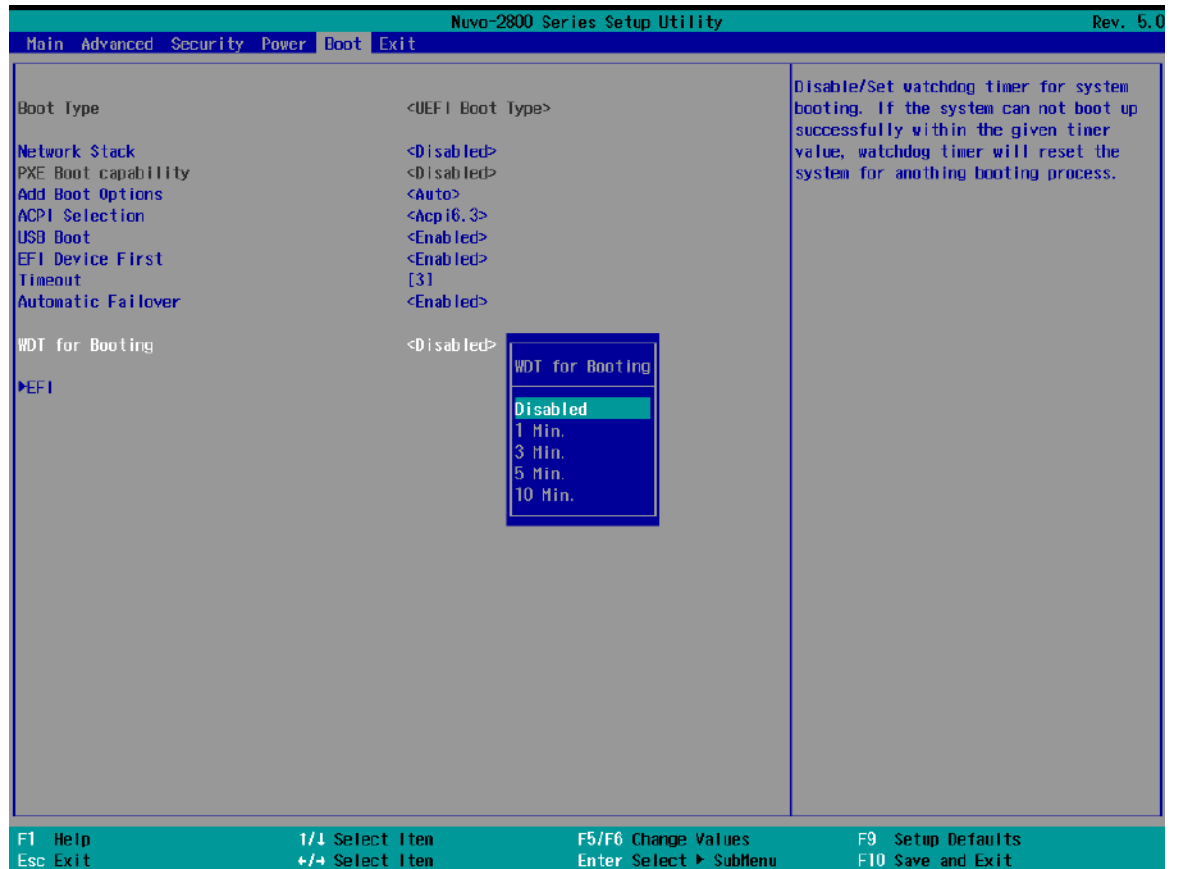 Nuvo-2800 Series Setup Utility Rev. 5.0
Main Advanced Security Power Boot Exit
Boot Type <UEFI Boot Type>
Network Stack <Disabled>
PXE Boot capability <Disabled>
Add Boot Options <Auto>
ACPI Selection <Acpi6.3>
USB Boot <Enabled>
EFI Device First <Enabled>
Timeout [3]
Automatic Failover <Enabled>
WDT for Booting <Disabled>
▶EFI
WDT for Booting
Disabled
1 Min.
3 Min.
5 Min.
10 Min.
Disable/Set watchdog timer for system
booting. If the system can not boot up
successfully within the given timer
value, watchdog timer will reset the
system for anothing booting process.
F1 Help ↑/↓ Select Item F5/F6 Change Values F9 Setup Defaults
Esc Exit ←/→ Select Item Enter Select ▶ SubMenu F10 Save and Exit